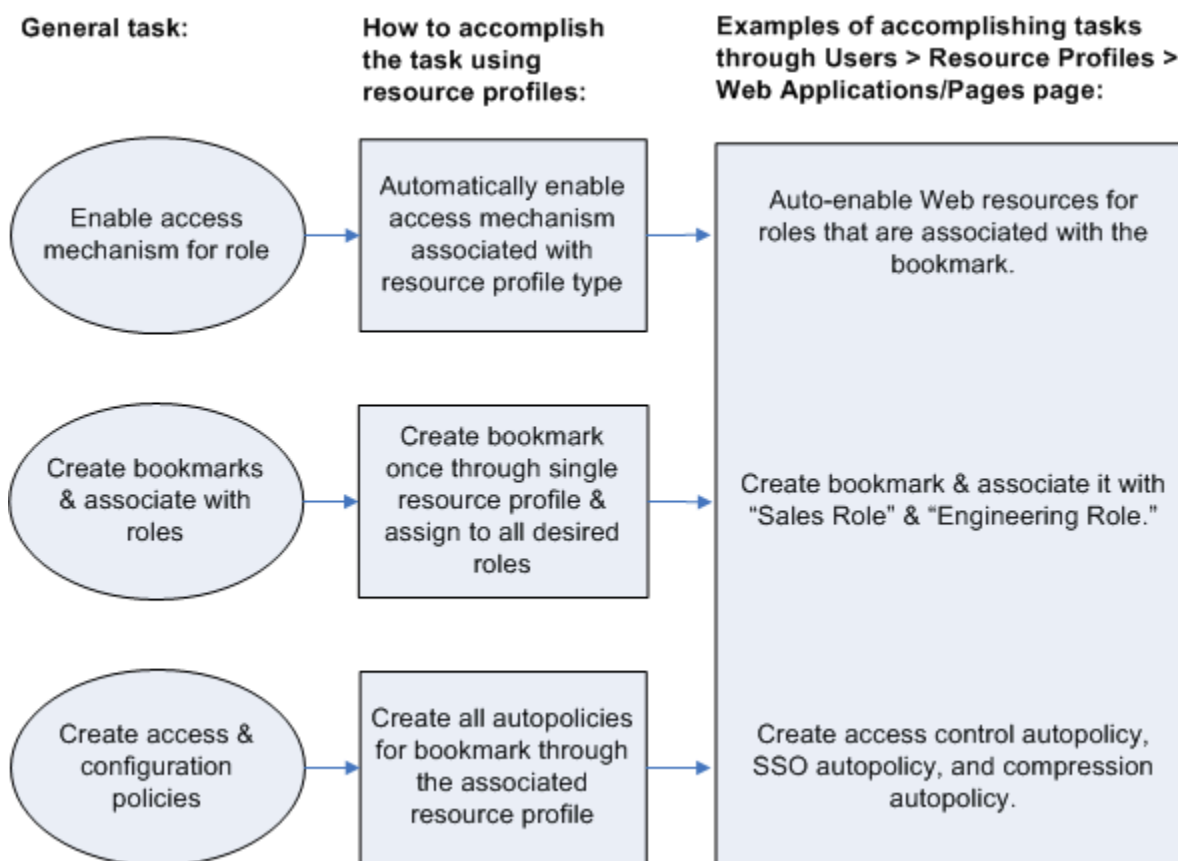 General task:
How to accomplish
the task using
resource profiles:
Examples of accomplishing tasks
through Users > Resource Profiles >
Web Applications/Pages page:
Enable access
mechanism for role
Automatically enable
access mechanism
associated with
resource profile type
Auto-enable Web resources for
roles that are associated with the
bookmark.
Create bookmarks
& associate with
roles
Create bookmark
once through single
resource profile &
assign to all desired
roles
Create bookmark & associate it with
“Sales Role” & “Engineering Role.”
Create access &
configuration
policies
Create all autopolicies
for bookmark through
the associated
resource profile
Create access control autopolicy,
SSO autopolicy, and compression
autopolicy.